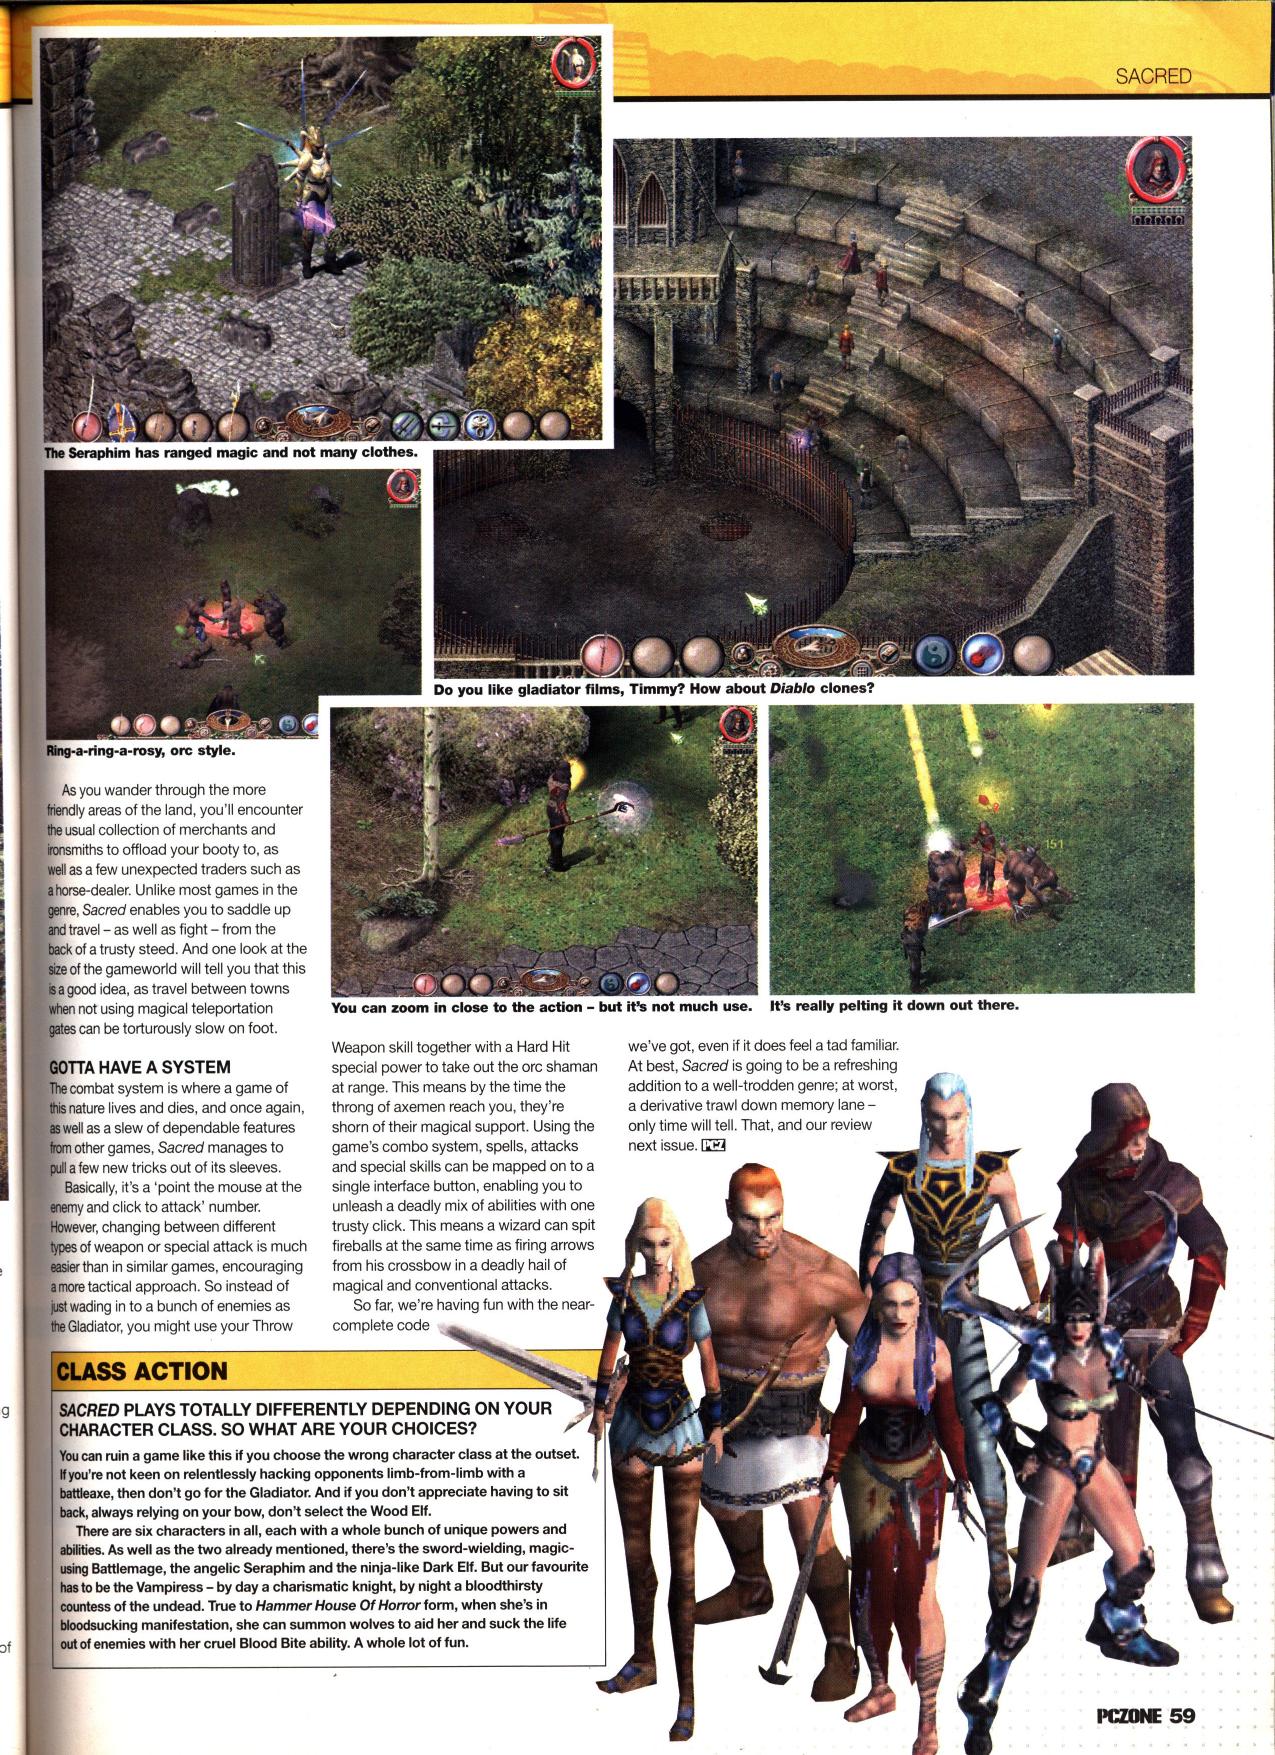 SACRED
The Seraphim has ranged magic and not many clothes.
Do you like gladiator films, Timmy? How about Diablo clones?
Ring-a-ring-a-rosy, orc style.
151
You can zoom in close to the action – but it's not much use.
It's really pelting it down out there.
As you wander through the more
friendly areas of the land, you'll encounter
the usual collection of merchants and
ironsmiths to offload your booty to, as
well as a few unexpected traders such as
a horse-dealer. Unlike most games in the
genre, Sacred enables you to saddle up
and travel – as well as fight – from the
back of a trusty steed. And one look at the
size of the gameworld will tell you that this
is a good idea, as travel between towns
when not using magical teleportation
gates can be torturously slow on foot.
GOTTA HAVE A SYSTEM
The combat system is where a game of
this nature lives and dies, and once again,
as well as a slew of dependable features
from other games, Sacred manages to
pull a few new tricks out of its sleeves.
Basically, it's a 'point the mouse at the
enemy and click to attack' number.
However, changing between different
types of weapon or special attack is much
easier than in similar games, encouraging
a more tactical approach. So instead of
just wading in to a bunch of enemies as
the Gladiator, you might use your Throw
Weapon skill together with a Hard Hit
special power to take out the orc shaman
at range. This means by the time the
throng of axemen reach you, they're
shorn of their magical support. Using the
game's combo system, spells, attacks
and special skills can be mapped on to a
single interface button, enabling you to
unleash a deadly mix of abilities with one
trusty click. This means a wizard can spit
fireballs at the same time as firing arrows
from his crossbow in a deadly hail of
magical and conventional attacks.
So far, we're having fun with the near-
complete code
we've got, even if it does feel a tad familiar.
At best, Sacred is going to be a refreshing
addition to a well-trodden genre; at worst,
a derivative trawl down memory lane –
only time will tell. That, and our review
next issue. PCZ
CLASS ACTION
SACRED PLAYS TOTALLY DIFFERENTLY DEPENDING ON YOUR
CHARACTER CLASS. SO WHAT ARE YOUR CHOICES?
You can ruin a game like this if you choose the wrong character class at the outset.
If you're not keen on relentlessly hacking opponents limb-from-limb with a
battleaxe, then don't go for the Gladiator. And if you don't appreciate having to sit
back, always relying on your bow, don't select the Wood Elf.
There are six characters in all, each with a whole bunch of unique powers and
abilities. As well as the two already mentioned, there's the sword-wielding, magic-
using Battlemage, the angelic Seraphim and the ninja-like Dark Elf. But our favourite
has to be the Vampiress – by day a charismatic knight, by night a bloodthirsty
countess of the undead. True to Hammer House Of Horror form, when she's in
bloodsucking manifestation, she can summon wolves to aid her and suck the life
out of enemies with her cruel Blood Bite ability. A whole lot of fun.
PCZONE 59